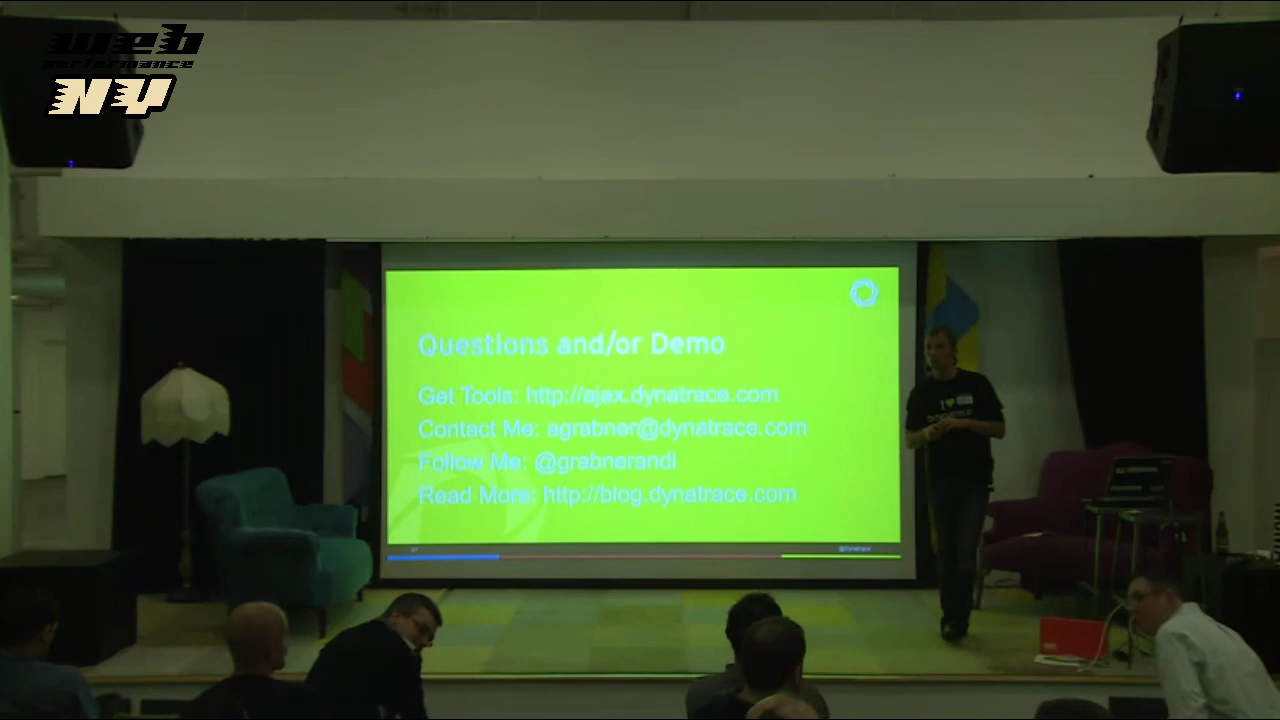 web
performance
NY
Questions and/or Demo
Get Tools: http://ajax.dynatrace.com
Contact Me: agrabner@dynatrace.com
Follow Me: @grabnerandi
Read More: http://blog.dynatrace.com
@Dynatrace
I